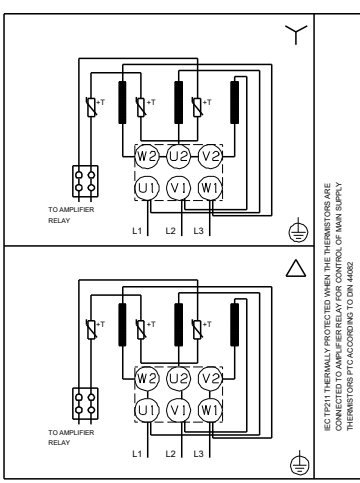 +T
+T
+T
W2
U2
V2
U1
V1
W1
TO AMPLIFIER
RELAY
L1
L2
L3
+T
+T
+T
W2
U2
V2
U1
V1
W1
TO AMPLIFIER
RELAY
L1
L2
L3
IEC TP211 THERMALLY PROTECTED WHEN THE THERMISTORS ARE
CONNECTED TO AMPLIFIER RELAY FOR CONTROL OF MAIN SUPPLY
THERMISTORS PTC ACCORDING TO DIN 44082